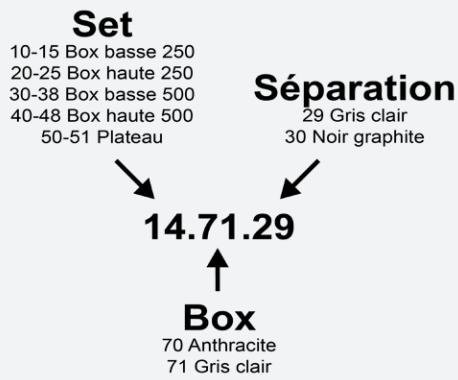 Set
10-15 Box basse 250
20-25 Box haute 250
30-38 Box basse 500
40-48 Box haute 500
50-51 Plateau
Séparation
29 Gris clair
30 Noir graphite
14.71.29
Box
70 Anthracite
71 Gris clair